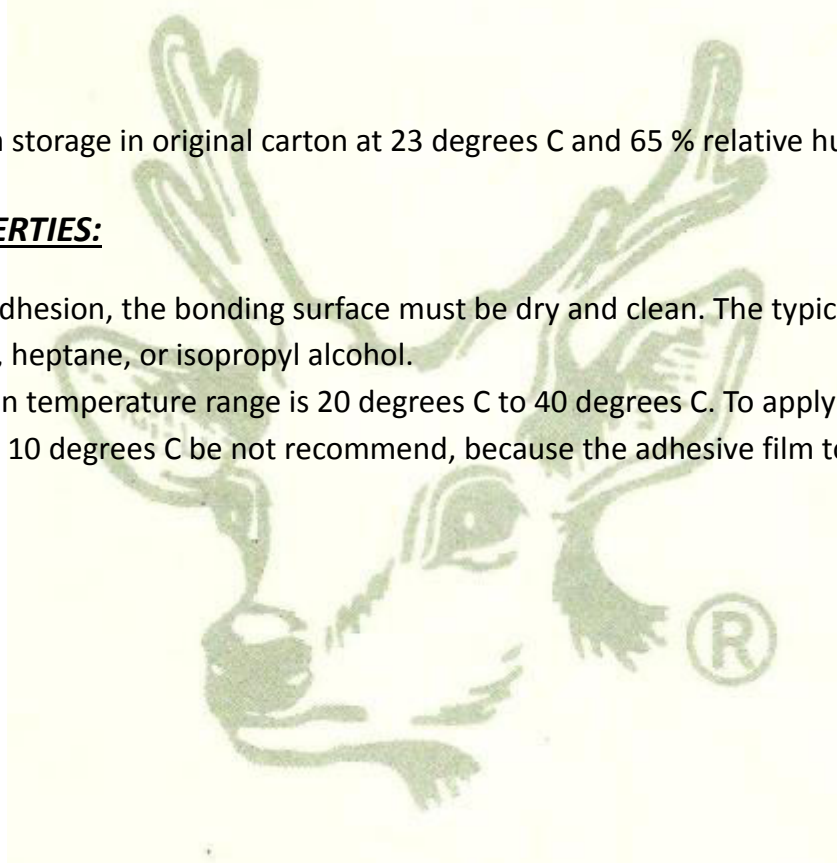 storage in original carton at 23 degrees C and 65 % relative
ERTIES:
dhesion, the bonding surface must be dry and clean. The typic
, heptane, or isopropyl alcohol.
n temperature range is 20 degrees C to 40 degrees C. To apply
10 degrees C be not recommend, because the adhesive film
®